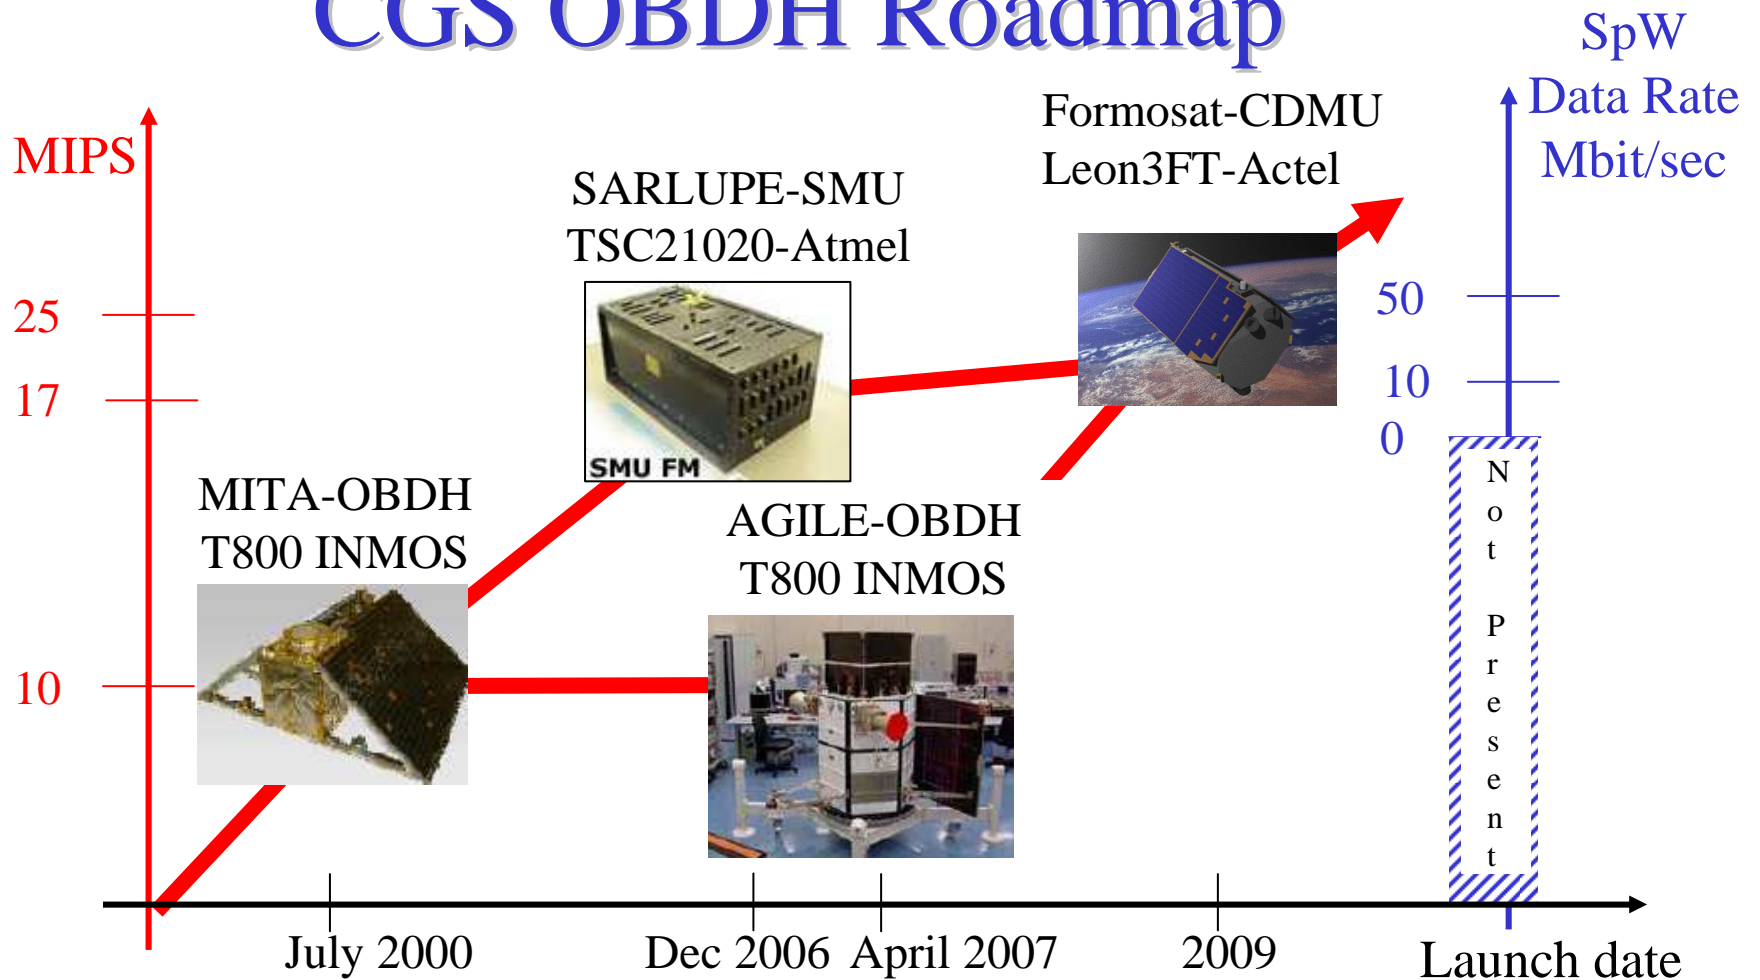 CGS OBDH Roadmap
SpW
Data Rate
Mbit/sec
MIPS
Formosat-CDMU
Leon3FT-Actel
SARLUPE-SMU
TSC21020-Atmel
25
17
10
50
10
0
SMU FM
MITA-OBDH
T800 INMOS
AGILE-OBDH
T800 INMOS
Not Present
July 2000
Dec 2006
April 2007
2009
Launch date